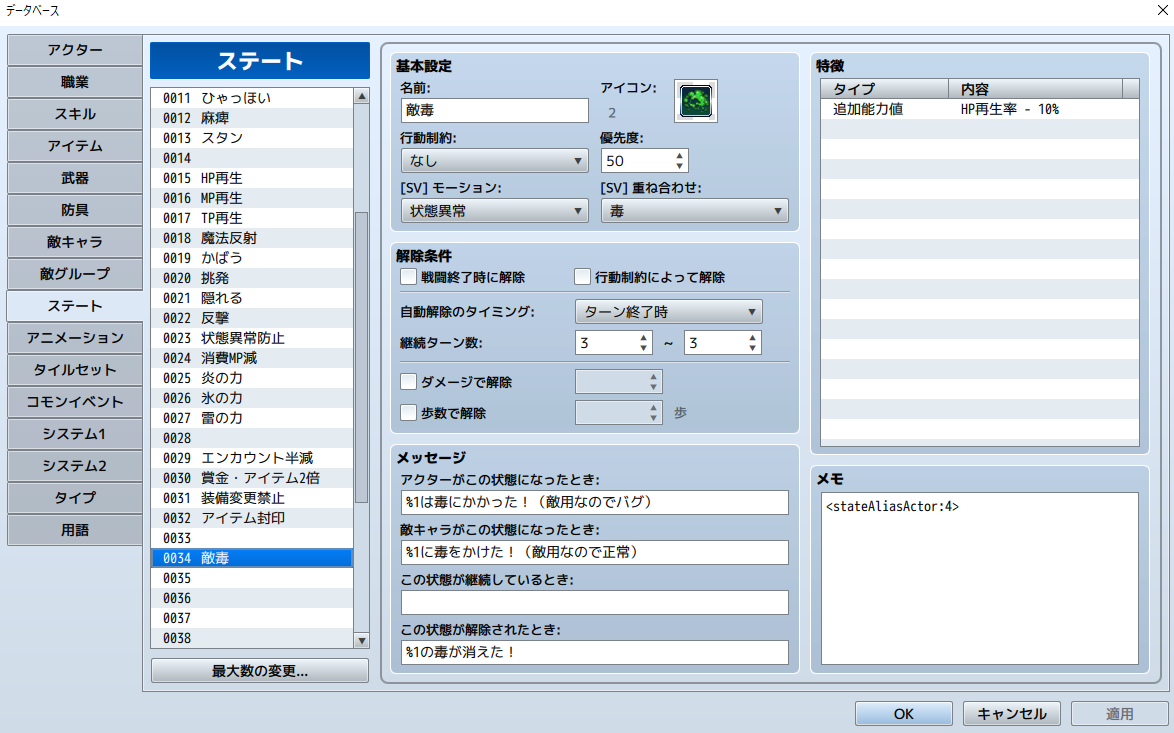 データベース
アクター
職業
スキル
アイテム
武器
防具
敵キャラ
敵グループ
ステート
アニメーション
タイルセット
コモンイベント
システム1
システム2
タイプ
用語
ステート
0011 ひゃっほい
0012 麻痺
0013 スタン
0014
0015 HP再生
0016 MP再生
0017 TP再生
0018 魔法反射
0019 かばう
0020 挑発
0021 隠れる
0022 反撃
0023 状態異常防止
0024 消費MP減
0025 炎の力
0026 氷の力
0027 雷の力
0028
0029 エンカウント半減
0030 賞金・アイテム2倍
0031 装備変更禁止
0032 アイテム封印
0033
0034 敵毒
0035
0036
0037
0038
最大数の変更...
基本設定
名前: アイコン:
敵毒 2
行動制約: 優先度:
なし 50
[SV] モーション: [SV] 重ね合わせ:
状態異常 毒
解除条件
戦闘終了時に解除 行動制約によって解除
自動解除のタイミング: ターン終了時
継続ターン数: 3 ~ 3
ダメージで解除
歩数で解除 歩
メッセージ
アクターがこの状態になったとき:
%1は毒にかかった！（敵用なのでバグ）
敵キャラがこの状態になったとき:
%1に毒をかけた！（敵用なので正常）
この状態が継続しているとき:
この状態が解除されたとき:
%1の毒が消えた！
特徴
タイプ 内容
追加能力値 HP再生率 - 10%
メモ
<stateAliasActor:4>
OK キャンセル 適用